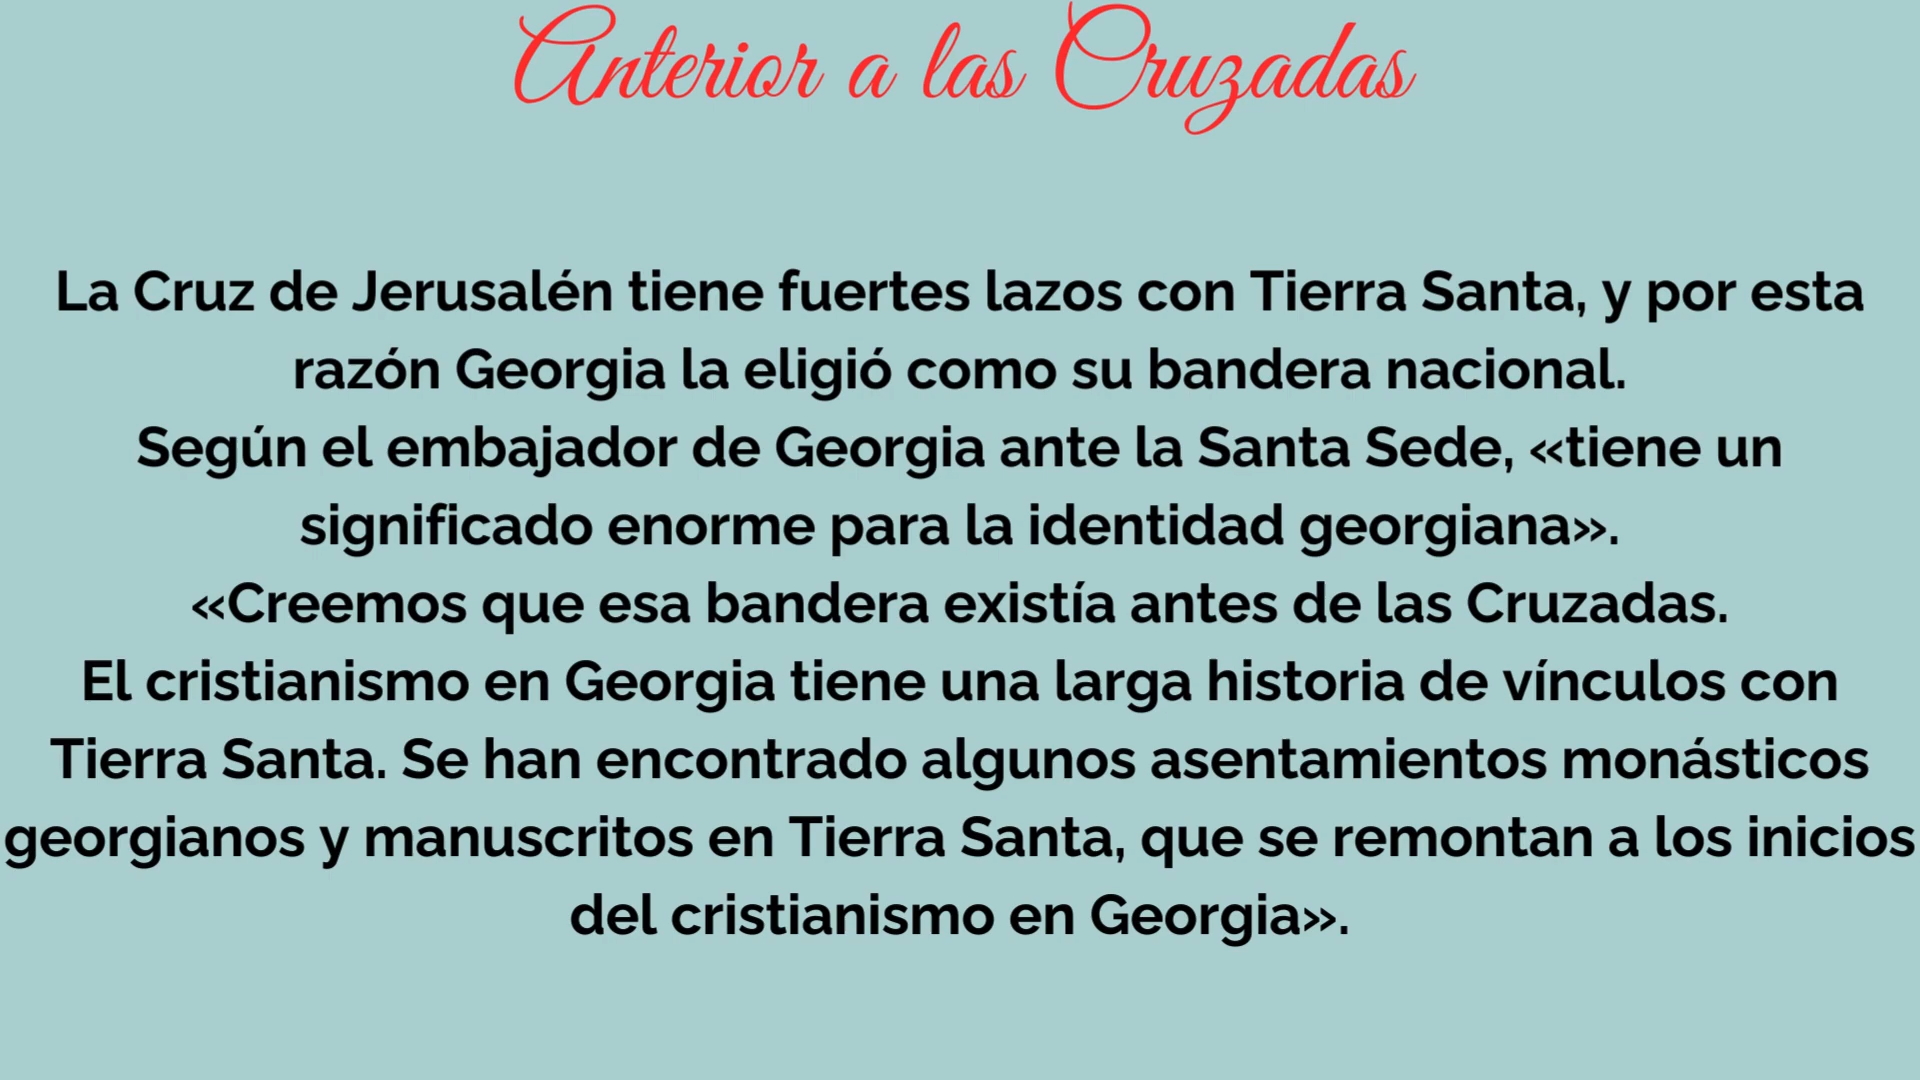 Anterior a las Cruzadas
La Cruz de Jerusalén tiene fuertes lazos con Tierra Santa, y por esta
razón Georgia la eligió como su bandera nacional.
Según el embajador de Georgia ante la Santa Sede, «tiene un
significado enorme para la identidad georgiana».
«Creemos que esa bandera existía antes de las Cruzadas.
El cristianismo en Georgia tiene una larga historia de vínculos con
Tierra Santa. Se han encontrado algunos asentamientos monásticos
georgianos y manuscritos en Tierra Santa, que se remontan a los inicios
del cristianismo en Georgia».